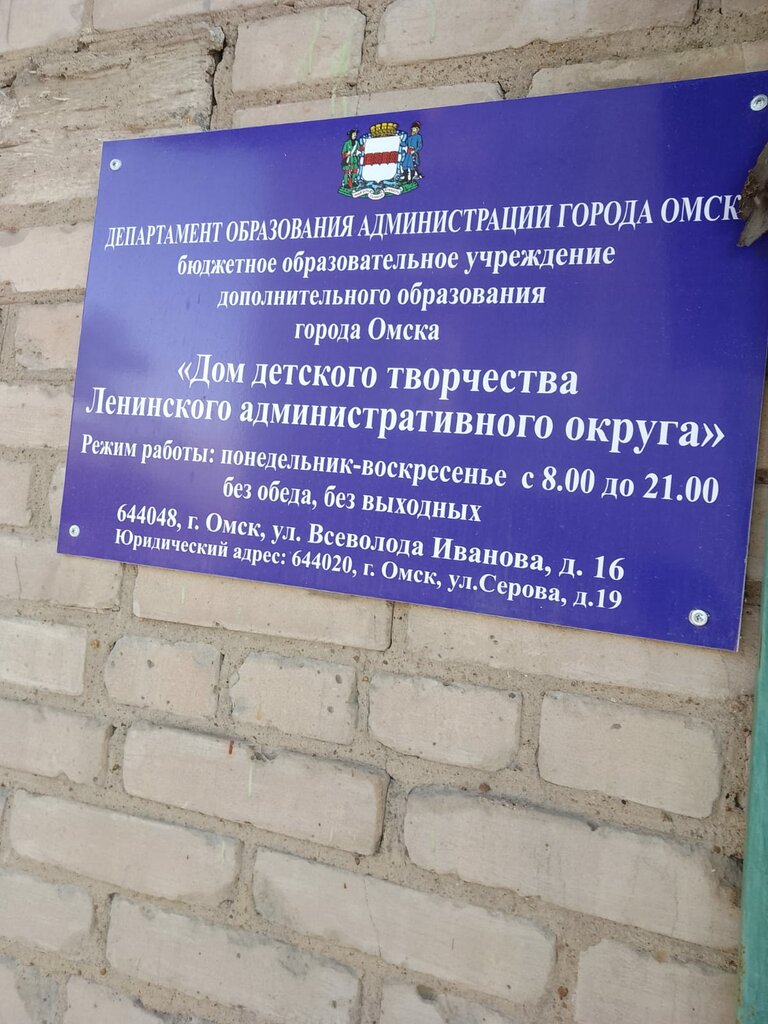 ДЕПАРТАМЕНТ ОБРАЗОВАНИЯ АДМИНИСТРАЦИИ ГОРОДА ОМСК
бюджетное образовательное учреждение
дополнительного образования
города Омска
«Дом детского творчества
Ленинского административного округа»
Режим работы: понедельник-воскресенье с 8.00 до 21.00
без обеда, без выходных
644048, г. Омск, ул. Всеволода Иванова, д. 16
Юридический адрес: 644020, г. Омск, ул.Серова, д.19